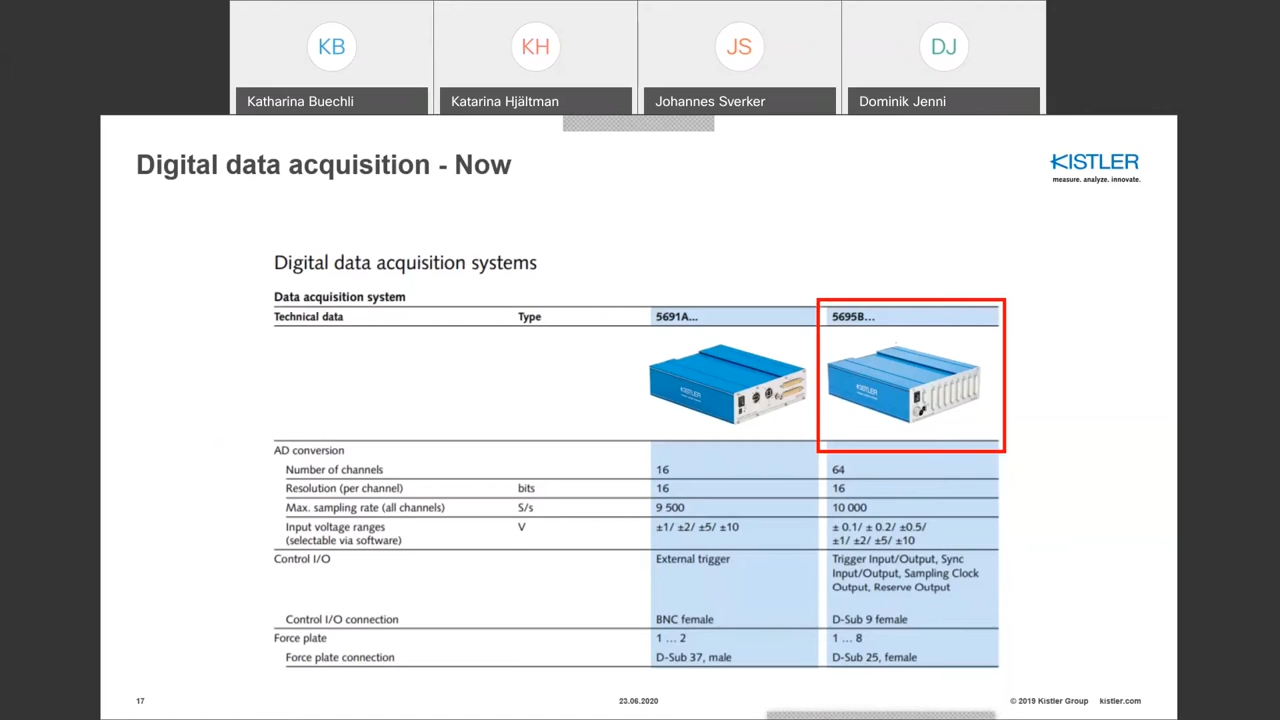 KB
KH
JS
DJ
Katharina Buechli
Katarina Hjältman
Johannes Sverker
Dominik Jenni
Digital data acquisition - Now
KISTLER
measure. analyze. innovate.
Digital data acquisition systems
Data acquisition system
Technical data Type 5691A... 5695B...
KISTLER
KISTLER
AD conversion
Number of channels 16 64
Resolution (per channel) bits 16 16
Max. sampling rate (all channels) S/s 9 500 10 000
Input voltage ranges V ±1/ ±2/ ±5/ ±10 ± 0.1/ ± 0.2/ ±0.5/
(selectable via software) ±1/ ±2/ ±5/ ±10
Control I/O External trigger Trigger Input/Output, Sync
Input/Output, Sampling Clock
Output, Reserve Output
Control I/O connection BNC female D-Sub 9 female
Force plate 1 … 2 1 … 8
Force plate connection D-Sub 37, male D-Sub 25, female
17
23.06.2020
© 2019 Kistler Group kistler.com